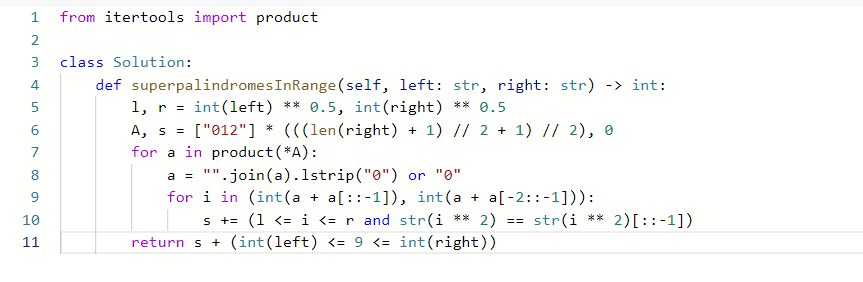 1 from itertools import product
2
3 class Solution:
4     def superpalindromesInRange(self, left: str, right: str) -> int:
5         l, r = int(left) ** 0.5, int(right) ** 0.5
6         A, s = ["012"] * (((len(right) + 1) // 2 + 1) // 2), 0
7         for a in product(*A):
8             a = "".join(a).lstrip("0") or "0"
9             for i in (int(a + a[::-1]), int(a + a[-2::-1])):
10                 s += (l <= i <= r and str(i ** 2) == str(i ** 2)[::-1])
11         return s + (int(left) <= 9 <= int(right))